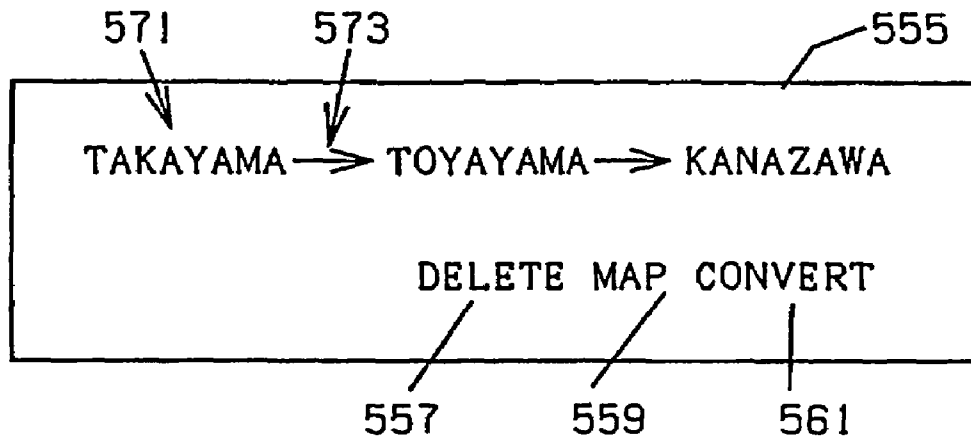 571 573 555
TAKAYAMA → TOYAYAMA → KANAZAWA
DELETE MAP CONVERT
557 559 561